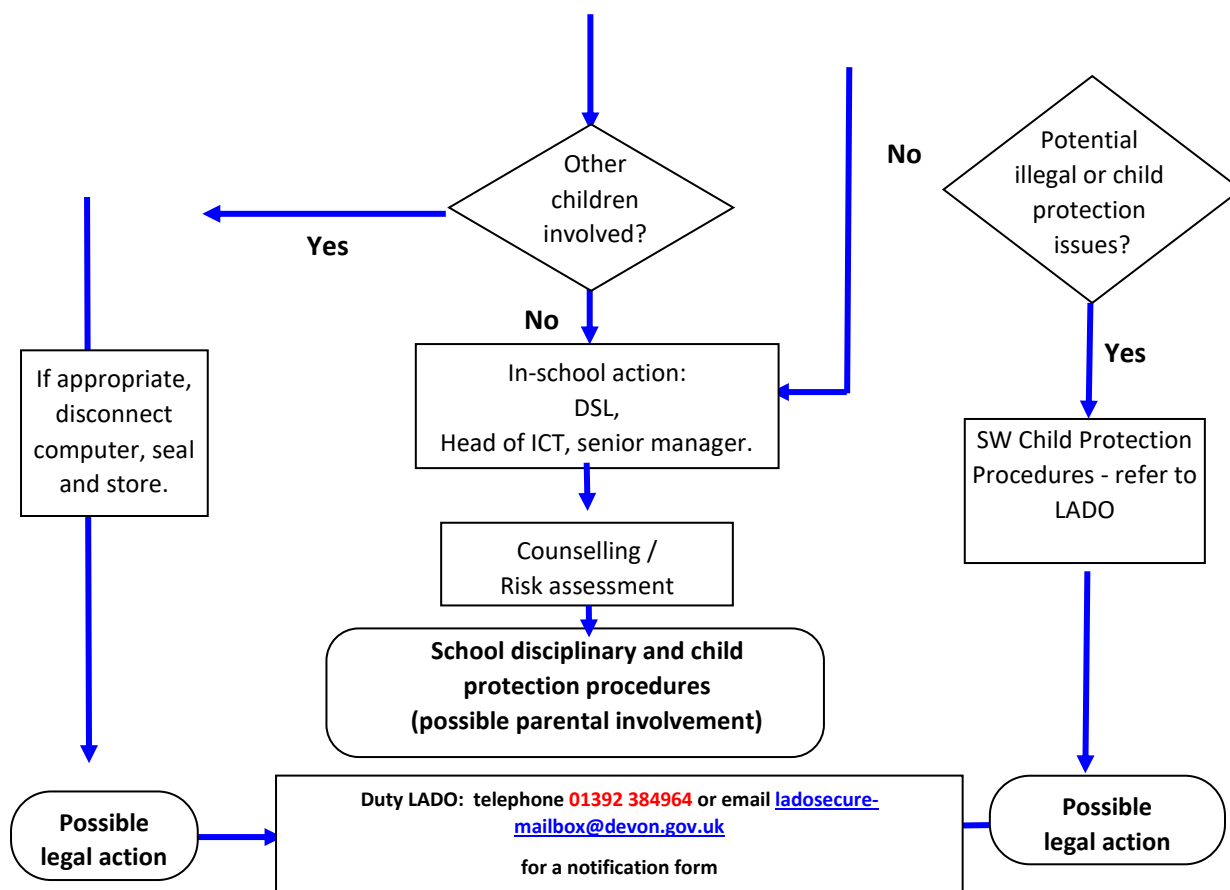 Other
children
involved?
Yes
No
No
Potential
illegal or child
protection
issues?
Yes
If appropriate,
disconnect
computer, seal
and store.
In-school action:
DSL,
Head of ICT, senior manager.
SW Child Protection
Procedures - refer to
LADO
Counselling /
Risk assessment
School disciplinary and child
protection procedures
(possible parental involvement)
Possible
legal action
Duty LADO: telephone 01392 384964 or email ladosecure-
mailbox@devon.gov.uk
for a notification form
Possible
legal action